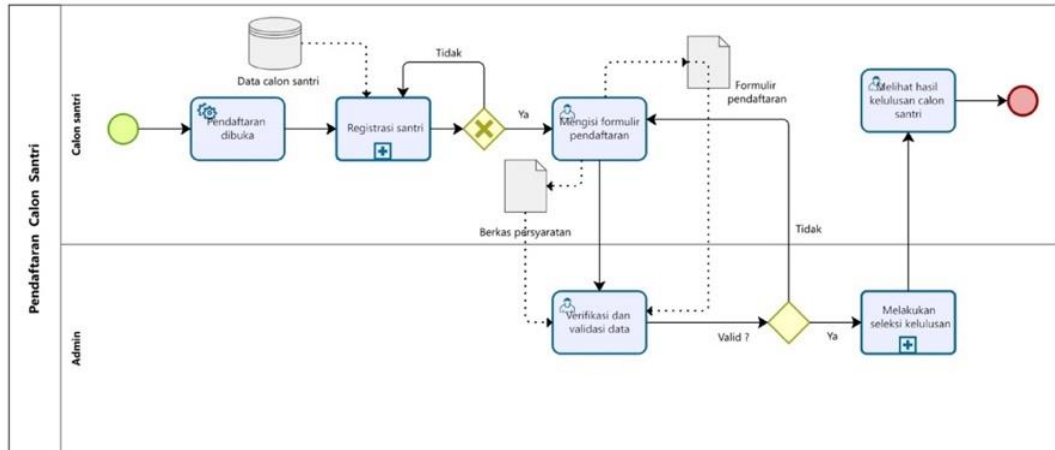 Pendaftaran Calon Santri
Calon santri
Data calon santri
Tidak
Formulir
pendaftaran
Pendaftaran
dibuka
Registrasi santri
Ya
Mengisi formulir
pendaftaran
Melihat hasil
kelulusan calon
santri
Berkas persyaratan
Tidak
Admin
Verifikasi dan
validasi data
Valid ?
Ya
Melakukan
seleksi kelulusan